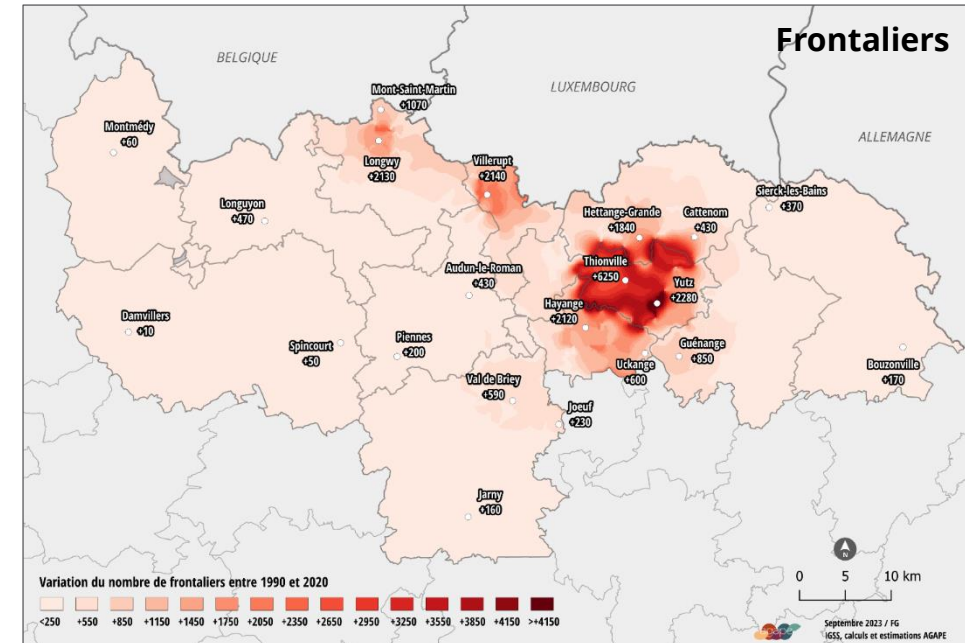 Frontaliers
BELGIQUE
LUXEMBOURG
ALLEMAGNE
Mont-Saint-Martin
+1070
Montmédy
+60
Longwy
+2130
Villerupt
+2140
Sierck-les-Bains
+370
Longuyon
+470
Hettange-Grande
+1840
Cattenom
+430
Thionville
+6250
Audun-le-Roman
+430
Yutz
+2280
Hayange
+2120
Damvillers
+10
Spincourt
+50
Piennes
+200
Guénange
+850
Uckange
+600
Bouzonville
+170
Val de Briey
+590
Joeuf
+230
Jarny
+160
N
Variation du nombre de frontaliers entre 1990 et 2020
<250 +550 +850 +1150 +1450 +1750 +2050 +2350 +2650 +2950 +3250 +3550 +3850 +4150 >+4150
0 5 10 km
Septembre 2023 / FG
IGSS, calculs et estimations AGAPE